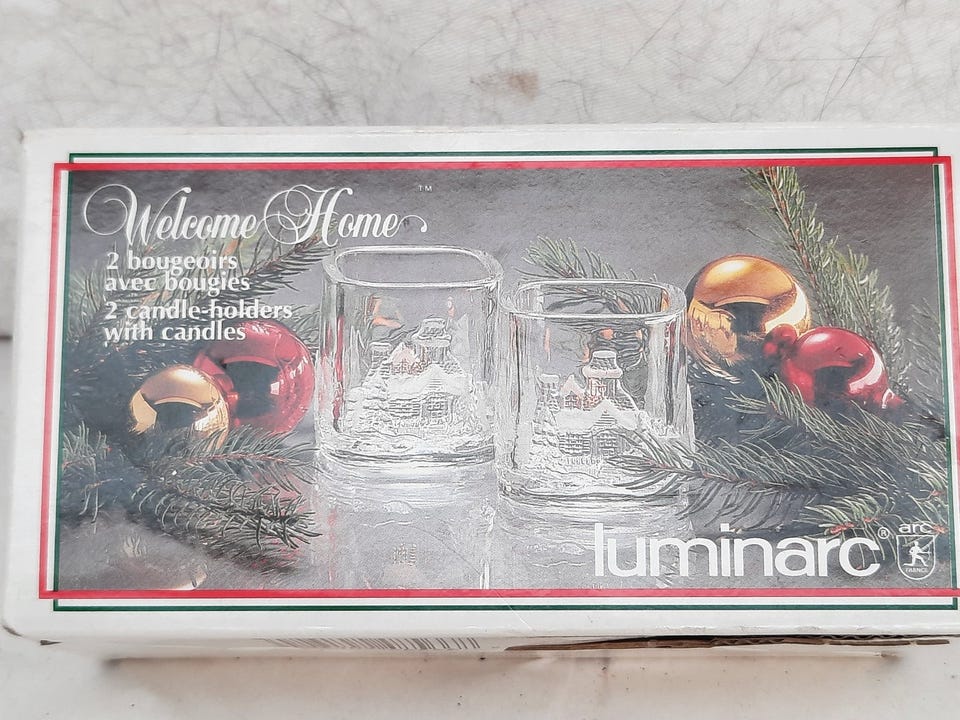 Welcome Home™
2 bougeoirs
avec bougies
2 candle-holders
with candles
luminarc®
arc
FRANCE